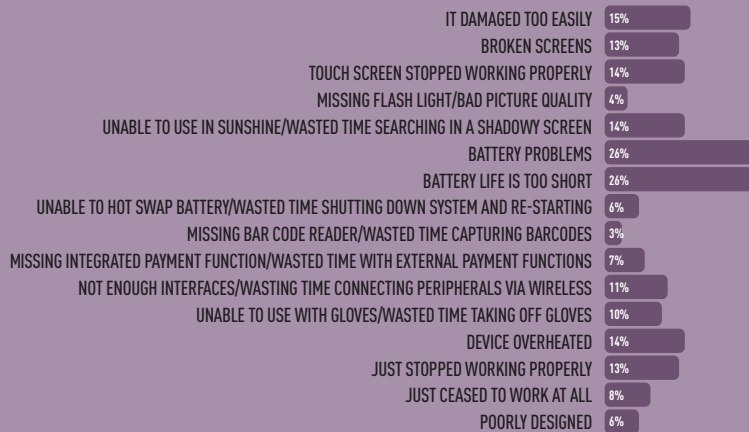 IT DAMAGED TOO EASILY 15%
BROKEN SCREENS 13%
TOUCH SCREEN STOPPED WORKING PROPERLY 14%
MISSING FLASH LIGHT/BAD PICTURE QUALITY 4%
UNABLE TO USE IN SUNSHINE/WASTED TIME SEARCHING IN A SHADOWY SCREEN 14%
BATTERY PROBLEMS 26%
BATTERY LIFE IS TOO SHORT 26%
UNABLE TO HOT SWAP BATTERY/WASTED TIME SHUTTING DOWN SYSTEM AND RE-STARTING 6%
MISSING BAR CODE READER/WASTED TIME CAPTURING BARCODES 3%
MISSING INTEGRATED PAYMENT FUNCTION/WASTED TIME WITH EXTERNAL PAYMENT FUNCTIONS 7%
NOT ENOUGH INTERFACES/WASTING TIME CONNECTING PERIPHERALS VIA WIRELESS 11%
UNABLE TO USE WITH GLOVES/WASTED TIME TAKING OFF GLOVES 10%
DEVICE OVERHEATED 14%
JUST STOPPED WORKING PROPERLY 13%
JUST CEASED TO WORK AT ALL 8%
POORLY DESIGNED 6%